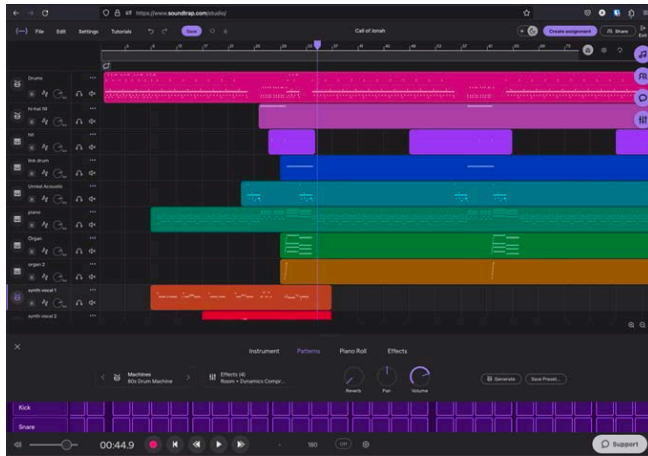 https://www.soundtrap.com/studio/
File Edit Settings Tutorials Save Call of Jonah Create assignment Share Exit
Drums
hi-hat fill
hit
link drum
Unreal Acoustic
piano
Organ
organ 2
synth vocal 1
synth vocal 2
Instrument Patterns Piano Roll Effects
Machines
80s Drum Machine
Effects (4)
Room + Dynamics Compr...
Reverb Pan Volume
Generate Save Preset...
Kick
Snare
00:44.9 180 Off
Support